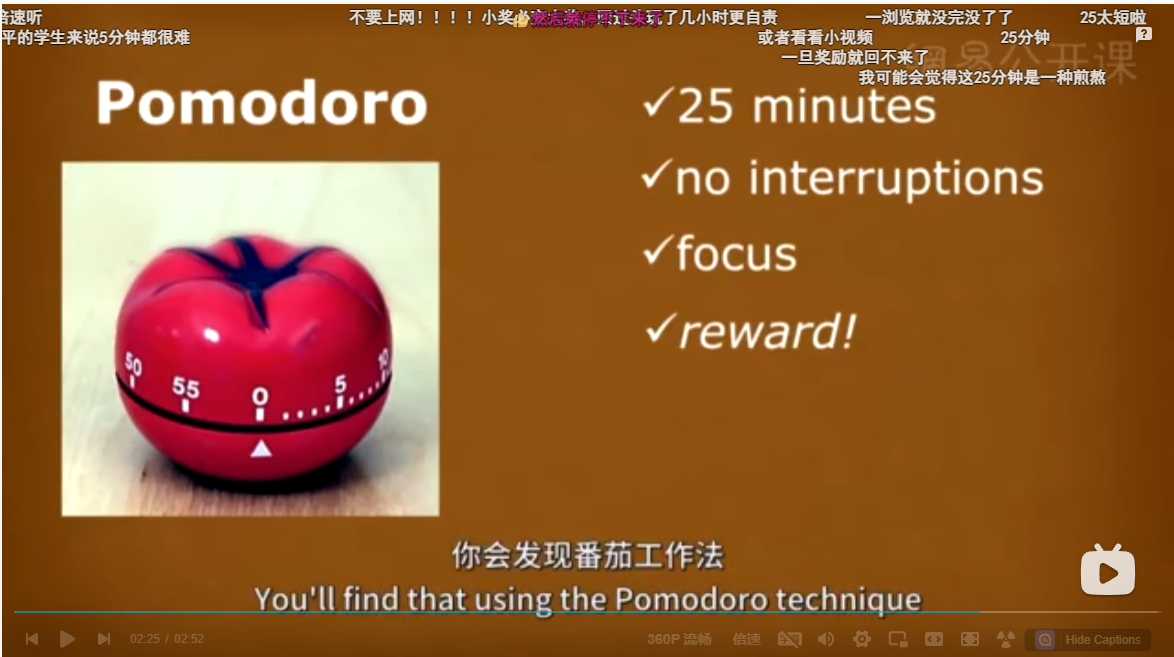 倍速听
不要上网！！！！小奖
然后就停不下来了
了几小时更自责
一浏览就没完没了了
25太短啦
平的学生来说5分钟都很难
或者看看小视频
25分钟
一旦奖励就回不来了
网易公开课
我可能会觉得这25分钟是一种煎熬
Pomodoro
✓25 minutes
✓no interruptions
✓focus
✓reward!
50
55
0
5
10
你会发现番茄工作法
You'll find that using the Pomodoro technique
02:25 / 02:52
360P 流畅
倍速
Hide Captions